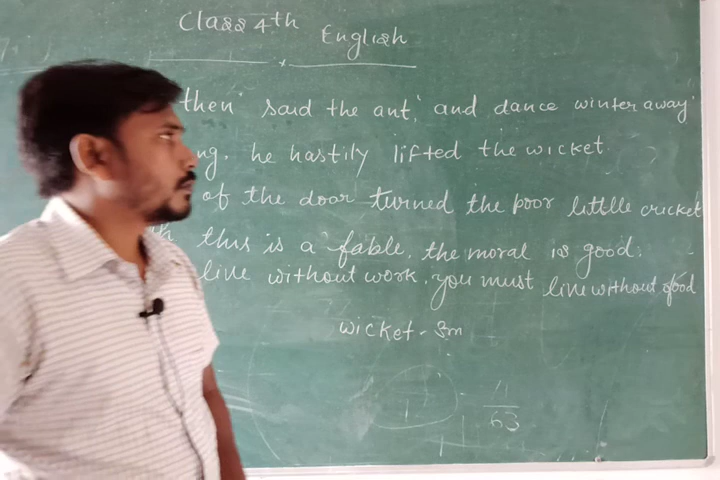 Class 4th English
then" said the ant', and dance winter away'
ng. he hastily lifted the wicket.
of the door turned the poor little cricket
this is a fable, the moral is good.
live without work, you must live without food
wicket - sm
4
63